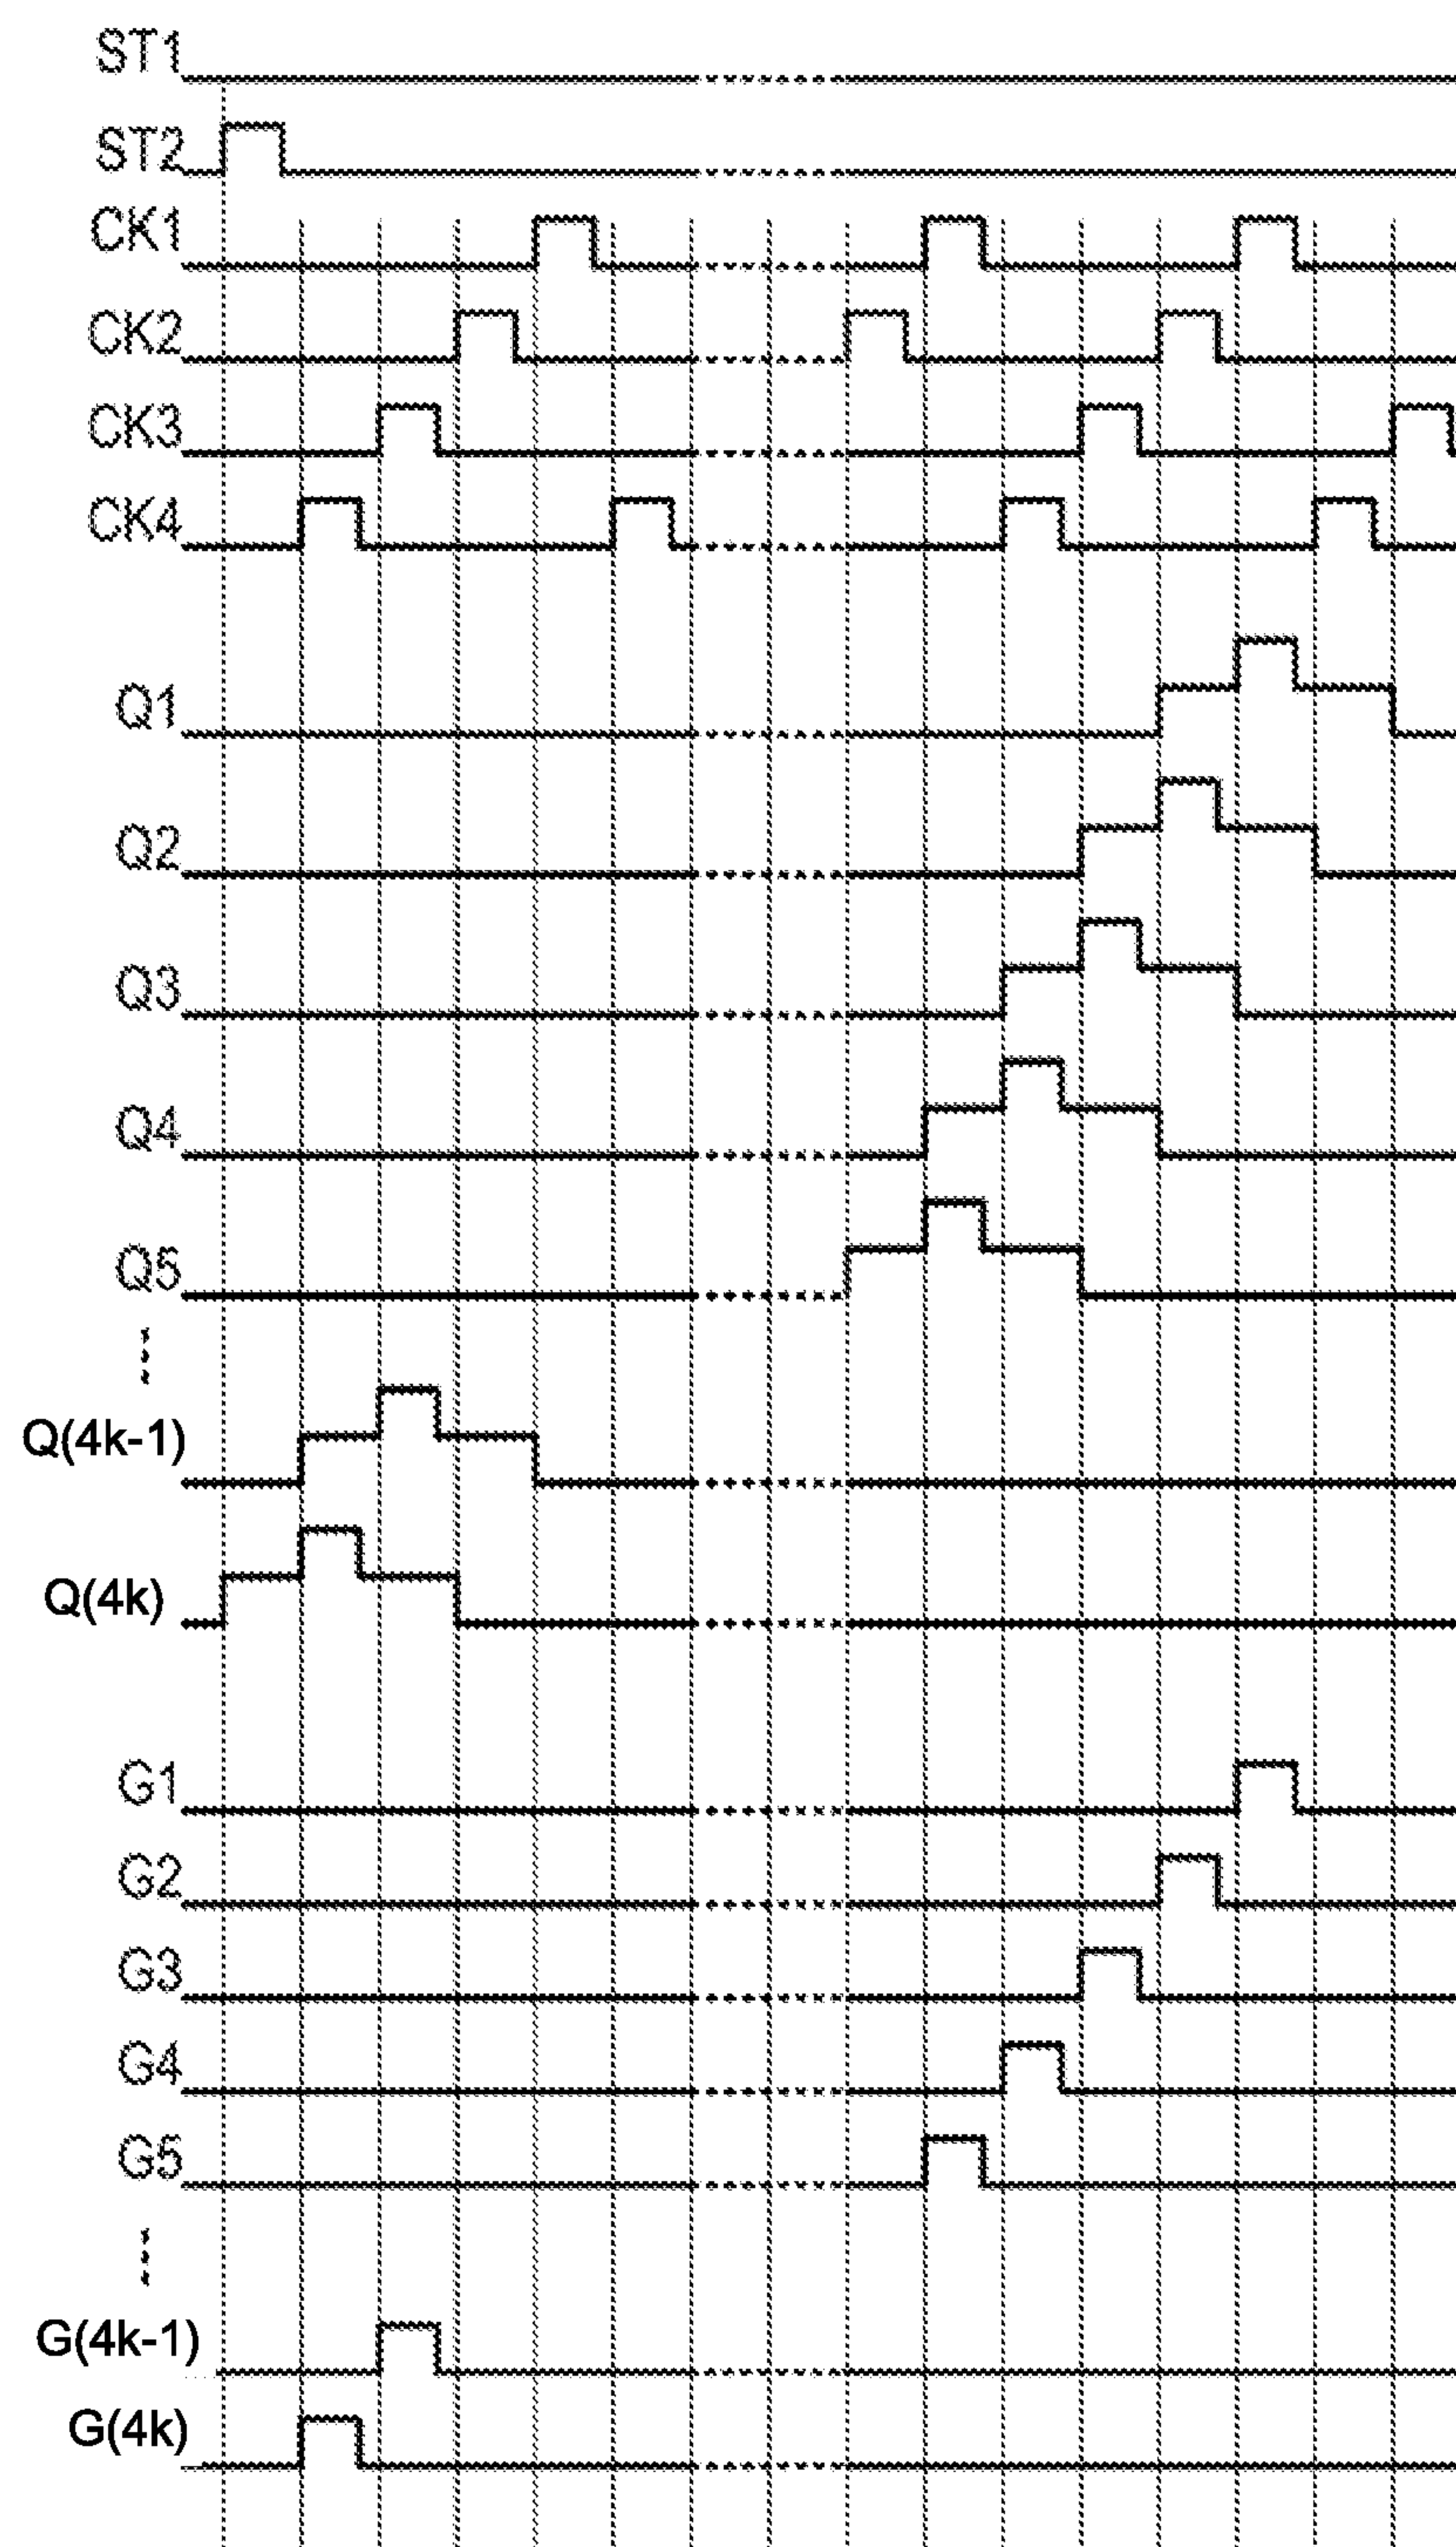 ST1
ST2
CK1
CK2
CK3
CK4
Q1
Q2
Q3
Q4
Q5
Q(4k-1)
Q(4k)
G1
G2
G3
G4
G5
G(4k-1)
G(4k)